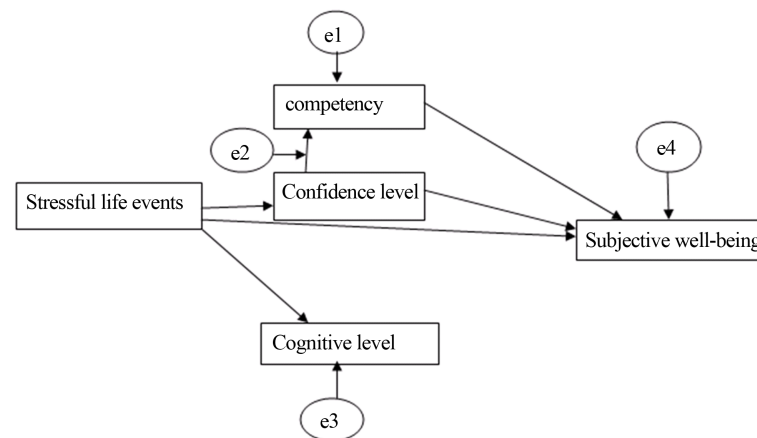 e1
competency
e2
e4
Confidence level
Stressful life events
Subjective well-being
Cognitive level
e3